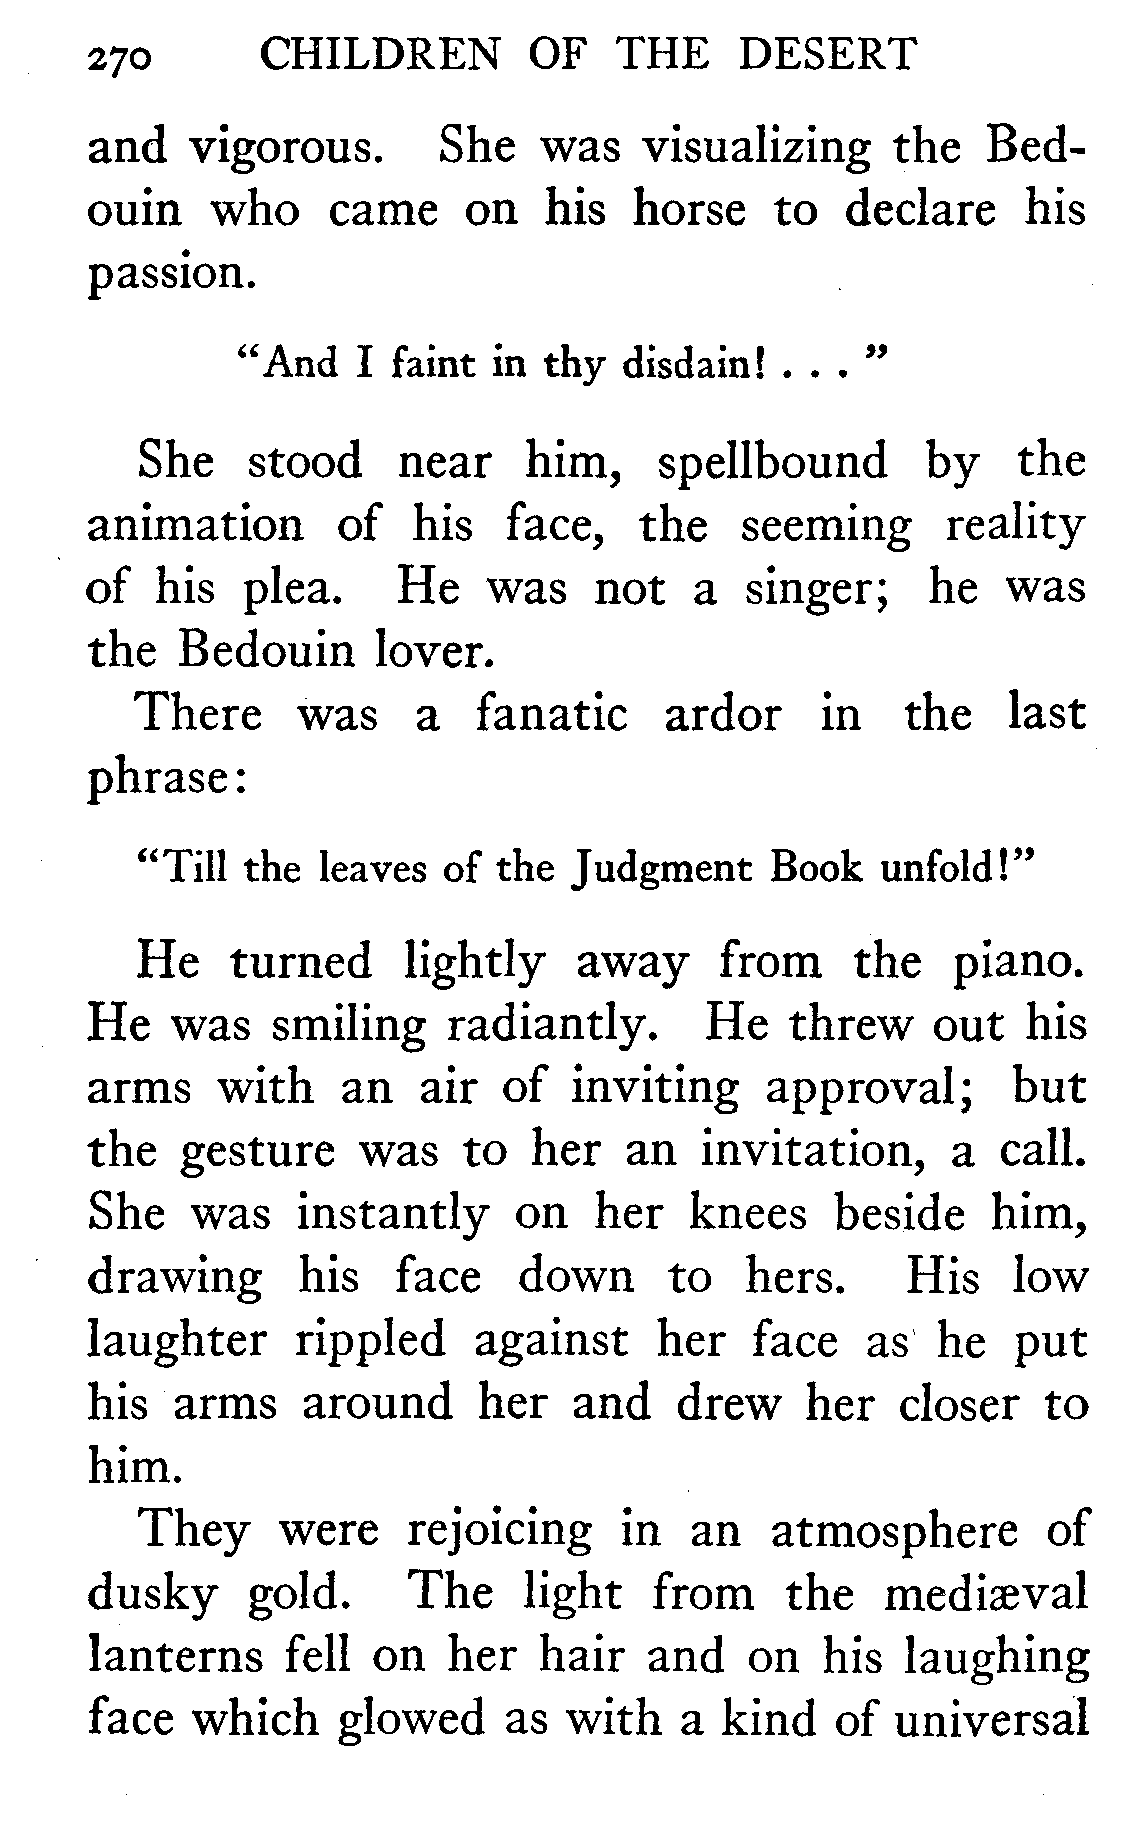 270 CHILDREN OF THE DESERT
and vigorous. She was visualizing the Bed-
ouin who came on his horse to declare his
passion.
"And I faint in thy disdain! . . . "
She stood near him, spellbound by the
animation of his face, the seeming reality
of his plea. He was not a singer; he was
the Bedouin lover.
There was a fanatic ardor in the last
phrase:
"Till the leaves of the Judgment Book unfold!"
He turned lightly away from the piano.
He was smiling radiantly. He threw out his
arms with an air of inviting approval; but
the gesture was to her an invitation, a call.
She was instantly on her knees beside him,
drawing his face down to hers. His low
laughter rippled against her face as he put
his arms around her and drew her closer to
him.
They were rejoicing in an atmosphere of
dusky gold. The light from the mediæval
lanterns fell on her hair and on his laughing
face which glowed as with a kind of universal